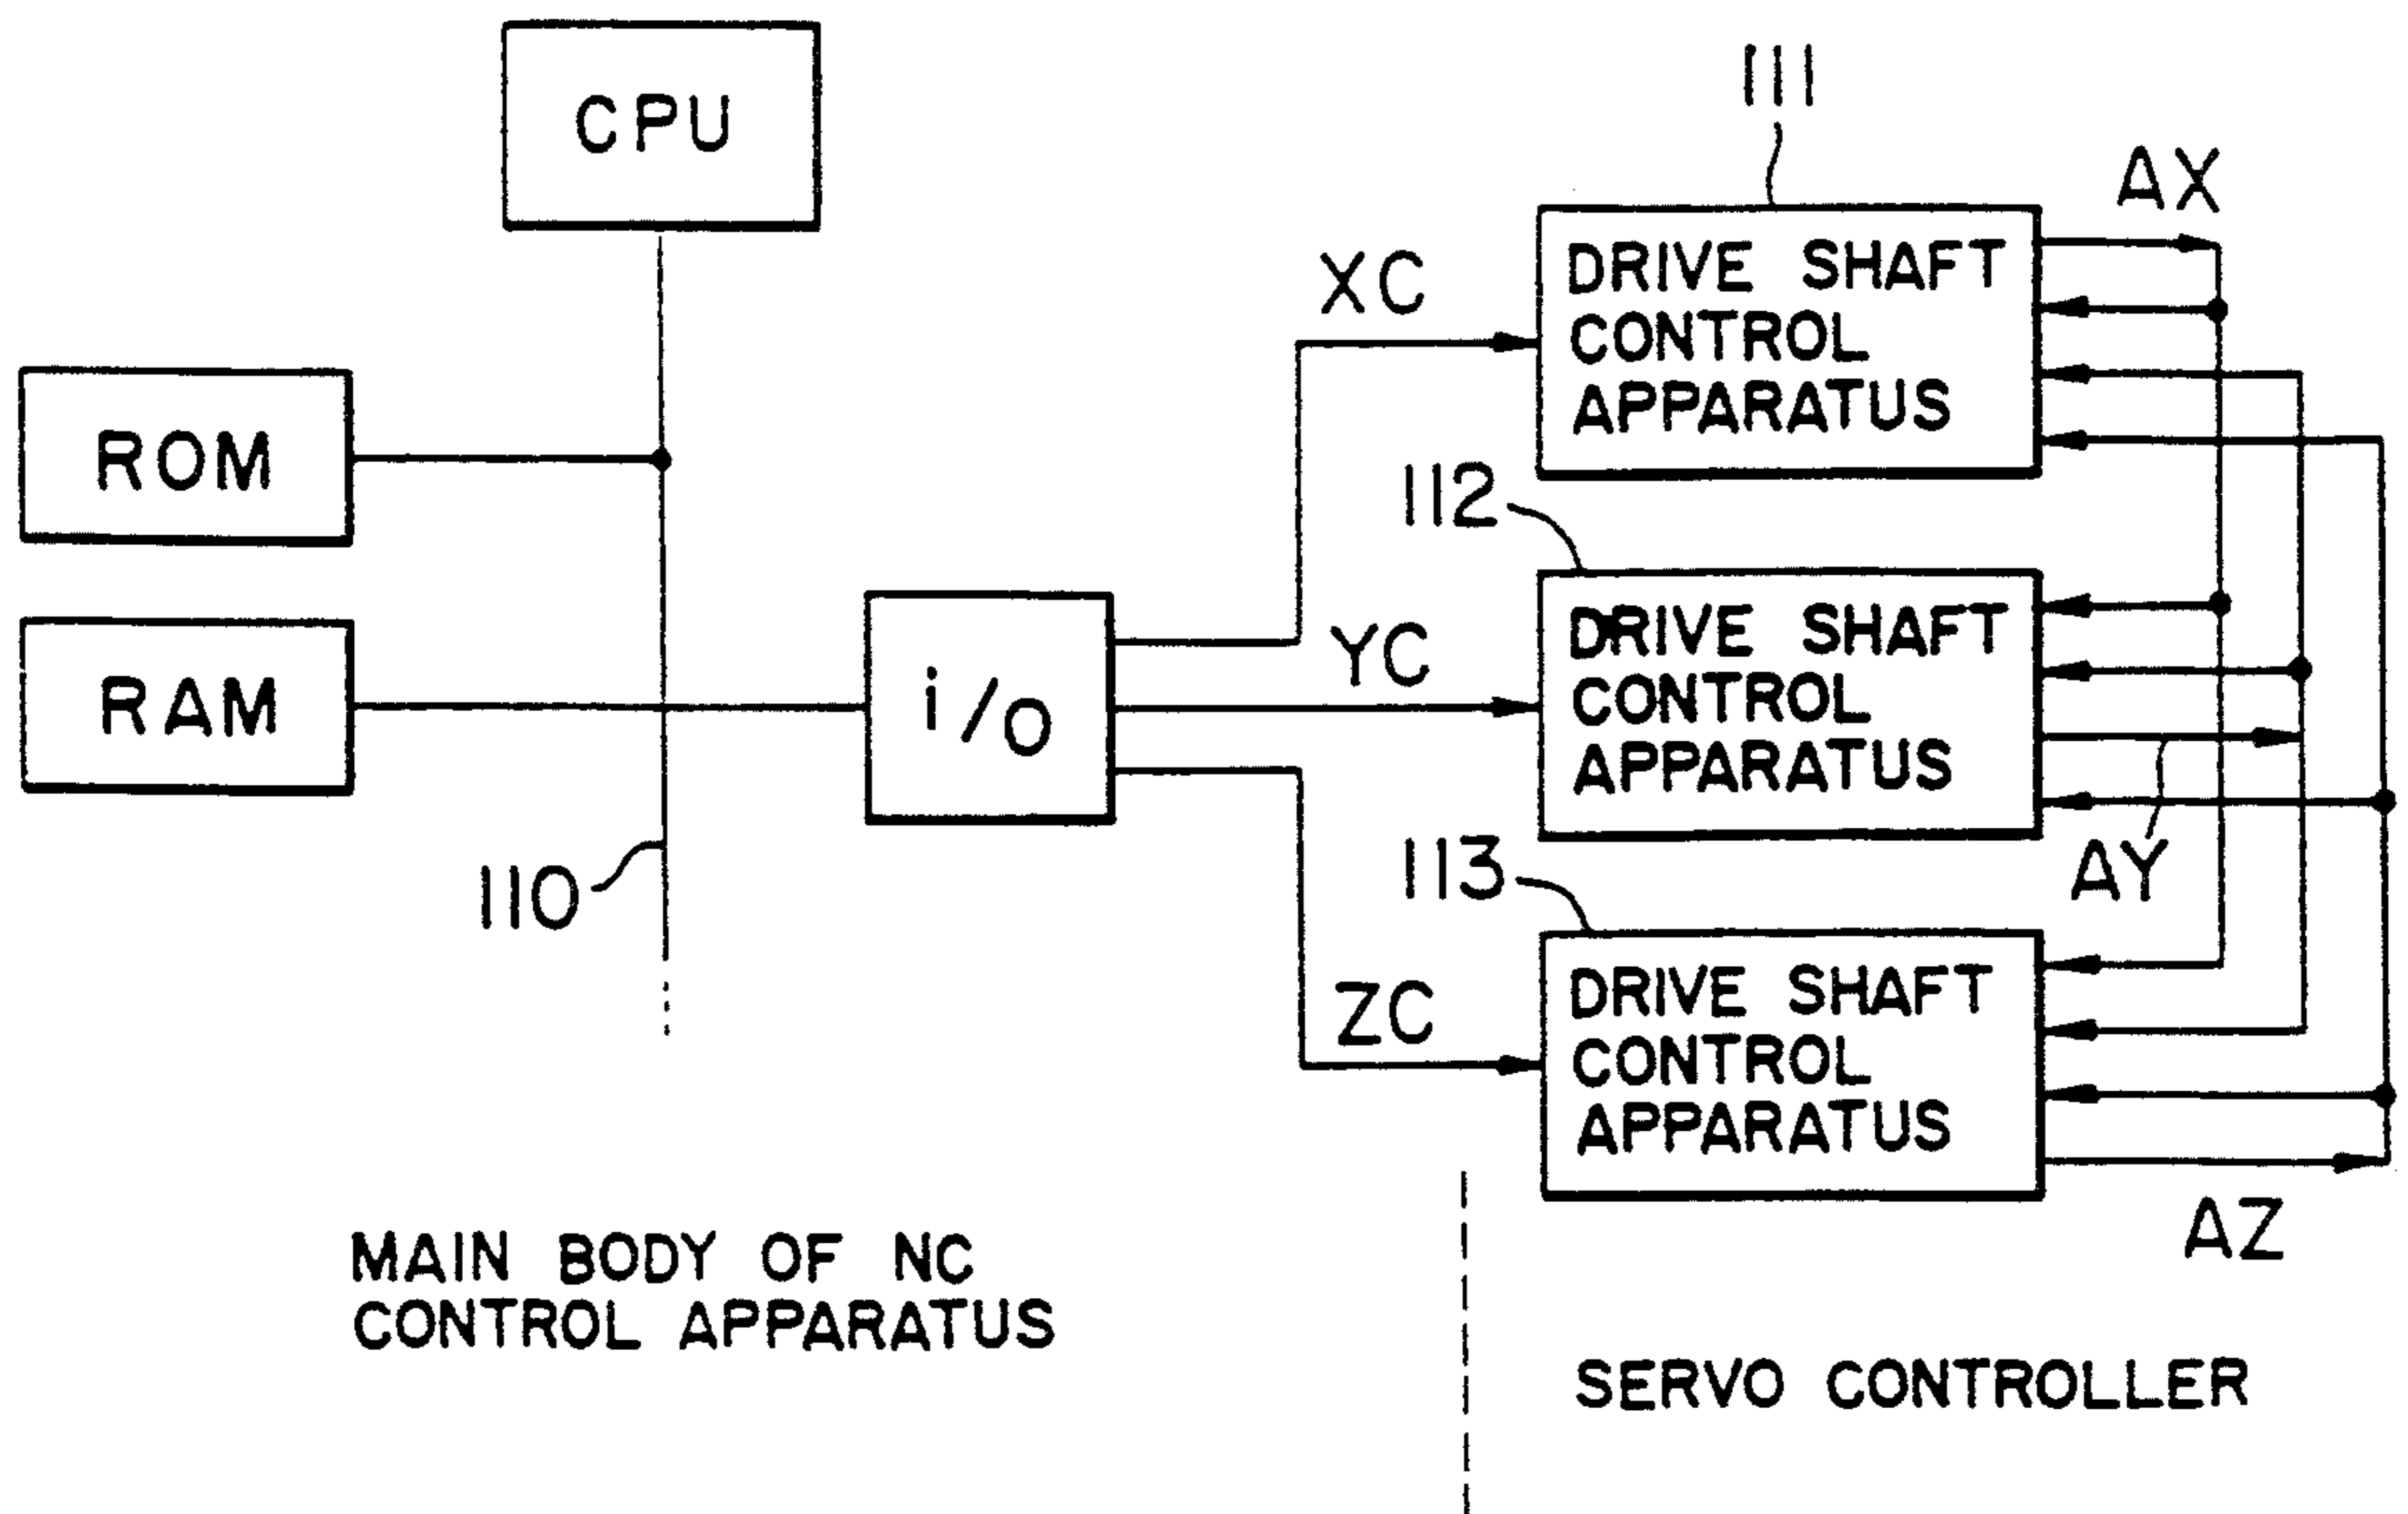 CPU
ROM
RAM
110
i/o
XC
YC
ZC
111
DRIVE SHAFT
CONTROL
APPARATUS
AX
112
DRIVE SHAFT
CONTROL
APPARATUS
AY
113
DRIVE SHAFT
CONTROL
APPARATUS
AZ
MAIN BODY OF NC
CONTROL APPARATUS
SERVO CONTROLLER